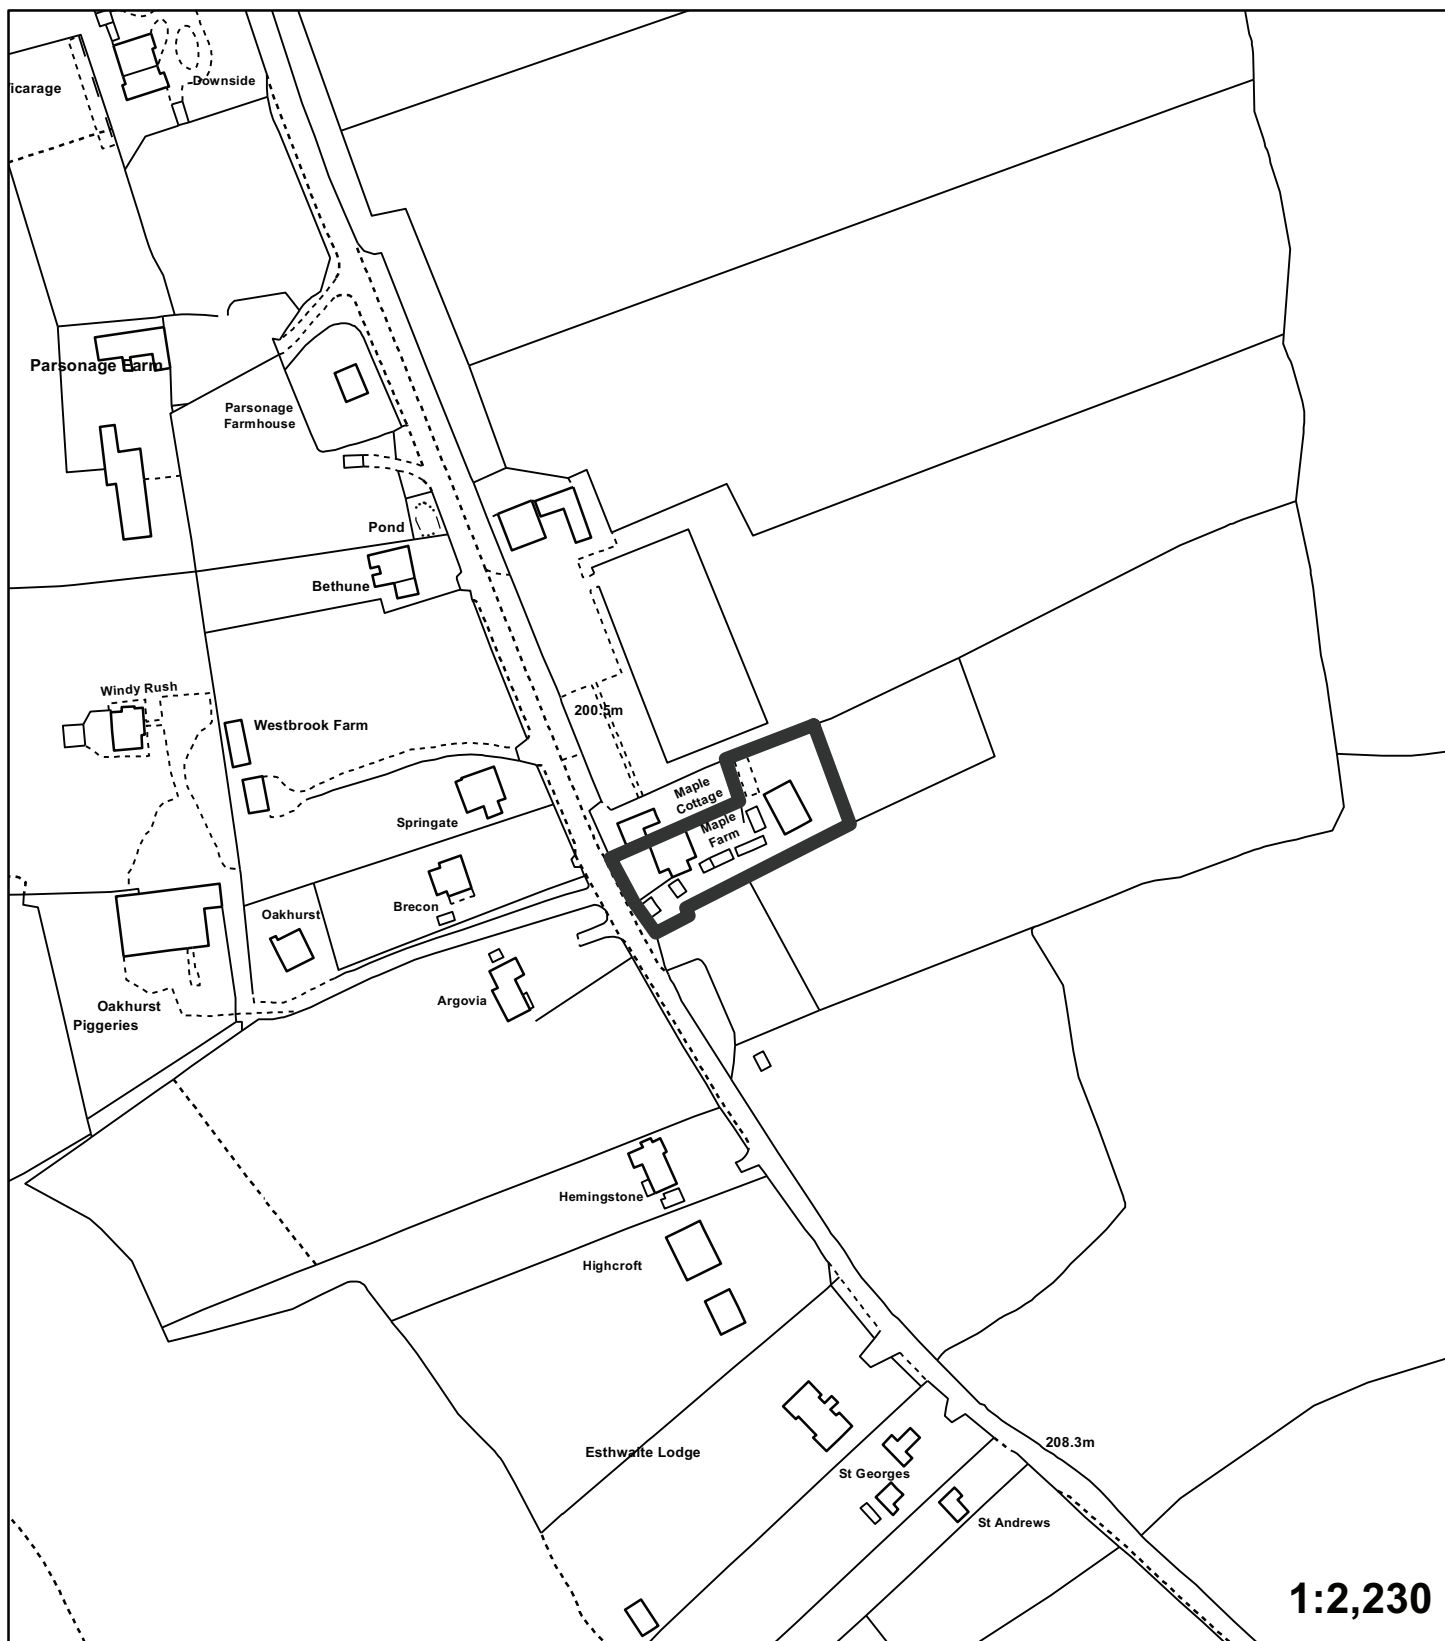 Downside
icarage
Parsonage Farm
Parsonage
Farmhouse
Pond
Bethune
Windy Rush
Westbrook Farm
200.5m
Maple
Cottage
Maple
Farm
Springate
Brecon
Oakhurst
Argovia
Oakhurst
Piggeries
Hemingstone
Highcroft
Esthwaite Lodge
208.3m
St Georges
St Andrews
1:2,230